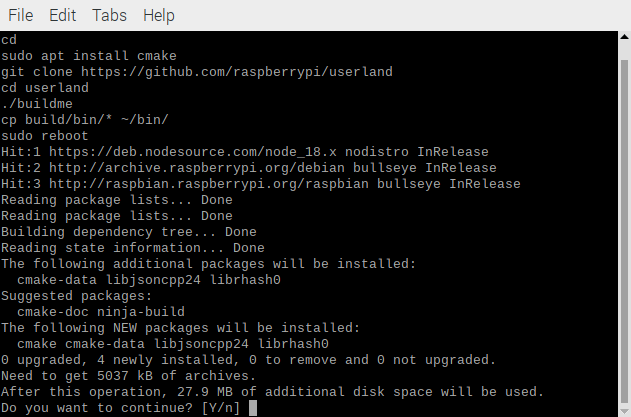 File Edit Tabs Help
cd
sudo apt install cmake
git clone https://github.com/raspberrypi/userland
cd userland
./buildme
cp build/bin/* ~/bin/
sudo reboot
Hit:1 https://deb.nodesource.com/node_18.x nodistro InRelease
Hit:2 http://archive.raspberrypi.org/debian bullseye InRelease
Hit:3 http://raspbian.raspberrypi.org/raspbian bullseye InRelease
Reading package lists... Done
Reading package lists... Done
Building dependency tree... Done
Reading state information... Done
The following additional packages will be installed:
  cmake-data libjsoncpp24 librhash0
Suggested packages:
  cmake-doc ninja-build
The following NEW packages will be installed:
  cmake cmake-data libjsoncpp24 librhash0
0 upgraded, 4 newly installed, 0 to remove and 0 not upgraded.
Need to get 5037 kB of archives.
After this operation, 27.9 MB of additional disk space will be used.
Do you want to continue? [Y/n]